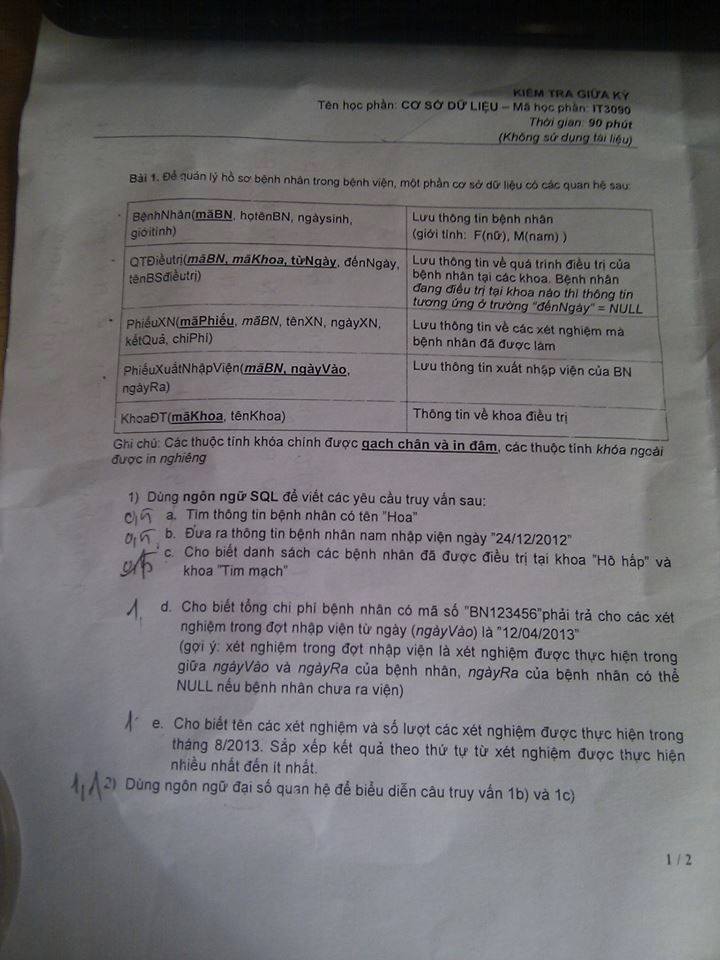 KIỂM TRA GIỮA KỲ
Tên học phần: CƠ SỞ DỮ LIỆU – Mã học phần: IT3090
Thời gian: 90 phút
(Không sử dụng tài liệu)
Bài 1. Để quản lý hồ sơ bệnh nhân trong bệnh viện, một phần cơ sở dữ liệu có các quan hệ sau:
BệnhNhân(mãBN, họtênBN, ngàysinh,
giớitính)
Lưu thông tin bệnh nhân
(giới tính: F(nữ), M(nam) )
QTĐiềutrị(mãBN, mãKhoa, từNgày, đếnNgày,
tênBSđiềutrị)
Lưu thông tin về quá trình điều trị của
bệnh nhân tại các khoa. Bệnh nhân
đang điều trị tại khoa nào thì thông tin
tương ứng ở trường "đếnNgày" = NULL
PhiếuXN(mãPhiếu, mãBN, tênXN, ngàyXN,
kếtQuả, chiPhí)
Lưu thông tin về các xét nghiệm mà
bệnh nhân đã được làm
PhiếuXuấtNhậpViện(mãBN, ngàyVào,
ngàyRa)
Lưu thông tin xuất nhập viện của BN
KhoaĐT(mãKhoa, tênKhoa)
Thông tin về khoa điều trị
Ghi chú: Các thuộc tính khóa chính được gạch chân và in đậm, các thuộc tính khóa ngoài
được in nghiêng
1) Dùng ngôn ngữ SQL để viết các yêu cầu truy vấn sau:
0,5 a. Tìm thông tin bệnh nhân có tên "Hoa"
0,5 b. Đưa ra thông tin bệnh nhân nam nhập viện ngày "24/12/2012"
c. Cho biết danh sách các bệnh nhân đã được điều trị tại khoa "Hô hấp" và
khoa "Tim mạch"
1 d. Cho biết tổng chi phí bệnh nhân có mã số "BN123456"phải trả cho các xét
nghiệm trong đợt nhập viện từ ngày (ngàyVào) là "12/04/2013"
(gợi ý: xét nghiệm trong đợt nhập viện là xét nghiệm được thực hiện trong
giữa ngàyVào và ngàyRa của bệnh nhân, ngàyRa của bệnh nhân có thể
NULL nếu bệnh nhân chưa ra viện)
1 e. Cho biết tên các xét nghiệm và số lượt các xét nghiệm được thực hiện trong
tháng 8/2013. Sắp xếp kết quả theo thứ tự từ xét nghiệm được thực hiện
nhiều nhất đến ít nhất.
1,1 2) Dùng ngôn ngữ đại số quan hệ để biểu diễn câu truy vấn 1b) và 1c)
1 / 2